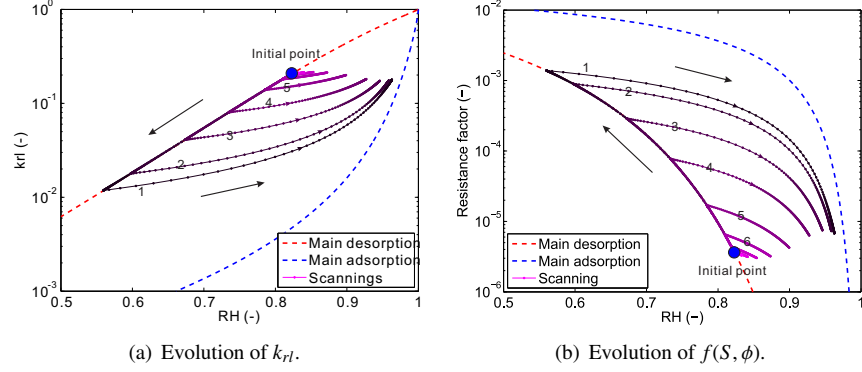 10^0
10^-1
10^-2
10^-3
krl (-)
Initial point
5
4
3
2
1
Main desorption
Main adsorption
Scannings
0.5 0.6 0.7 0.8 0.9 1
RH (-)
(a) Evolution of k_{rl}.
10^-2
10^-3
10^-4
10^-5
10^-6
Resistance factor (−)
1
2
3
4
5
6
Main desorption
Main adsorption
Scanning
Initial point
0.5 0.6 0.7 0.8 0.9 1
RH (−)
(b) Evolution of f(S, ϕ).